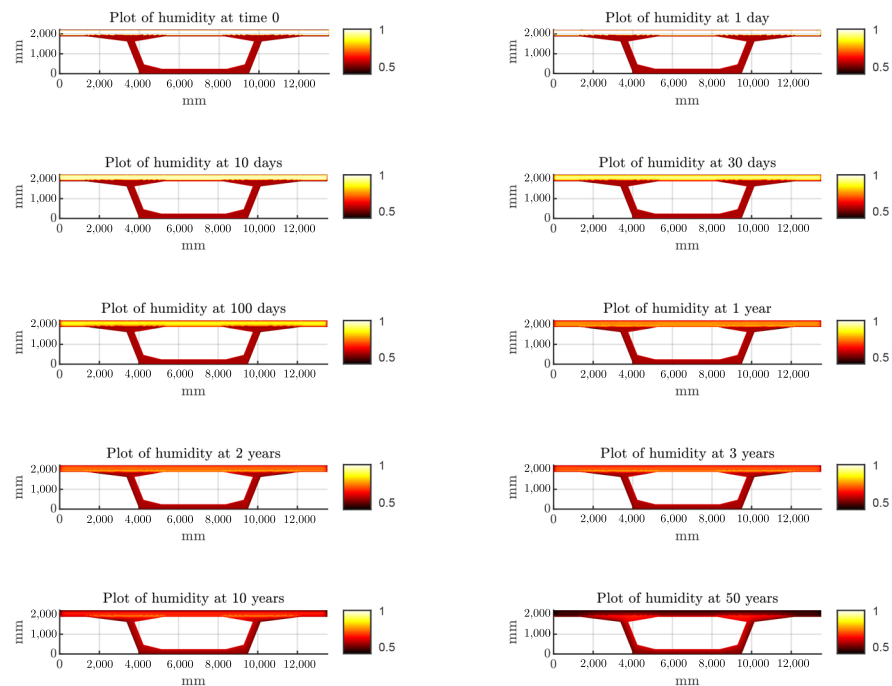 Plot of humidity at time 0
2,000
1,000
0
mm
0 2,000 4,000 6,000 8,000 10,000 12,000
mm
1
0.5
Plot of humidity at 1 day
2,000
1,000
0
mm
0 2,000 4,000 6,000 8,000 10,000 12,000
mm
1
0.5
Plot of humidity at 10 days
2,000
1,000
0
mm
0 2,000 4,000 6,000 8,000 10,000 12,000
mm
1
0.5
Plot of humidity at 30 days
2,000
1,000
0
mm
0 2,000 4,000 6,000 8,000 10,000 12,000
mm
1
0.5
Plot of humidity at 100 days
2,000
1,000
0
mm
0 2,000 4,000 6,000 8,000 10,000 12,000
mm
1
0.5
Plot of humidity at 1 year
2,000
1,000
0
mm
0 2,000 4,000 6,000 8,000 10,000 12,000
mm
1
0.5
Plot of humidity at 2 years
2,000
1,000
0
mm
0 2,000 4,000 6,000 8,000 10,000 12,000
mm
1
0.5
Plot of humidity at 3 years
2,000
1,000
0
mm
0 2,000 4,000 6,000 8,000 10,000 12,000
mm
1
0.5
Plot of humidity at 10 years
2,000
1,000
0
mm
0 2,000 4,000 6,000 8,000 10,000 12,000
mm
1
0.5
Plot of humidity at 50 years
2,000
1,000
0
mm
0 2,000 4,000 6,000 8,000 10,000 12,000
mm
1
0.5